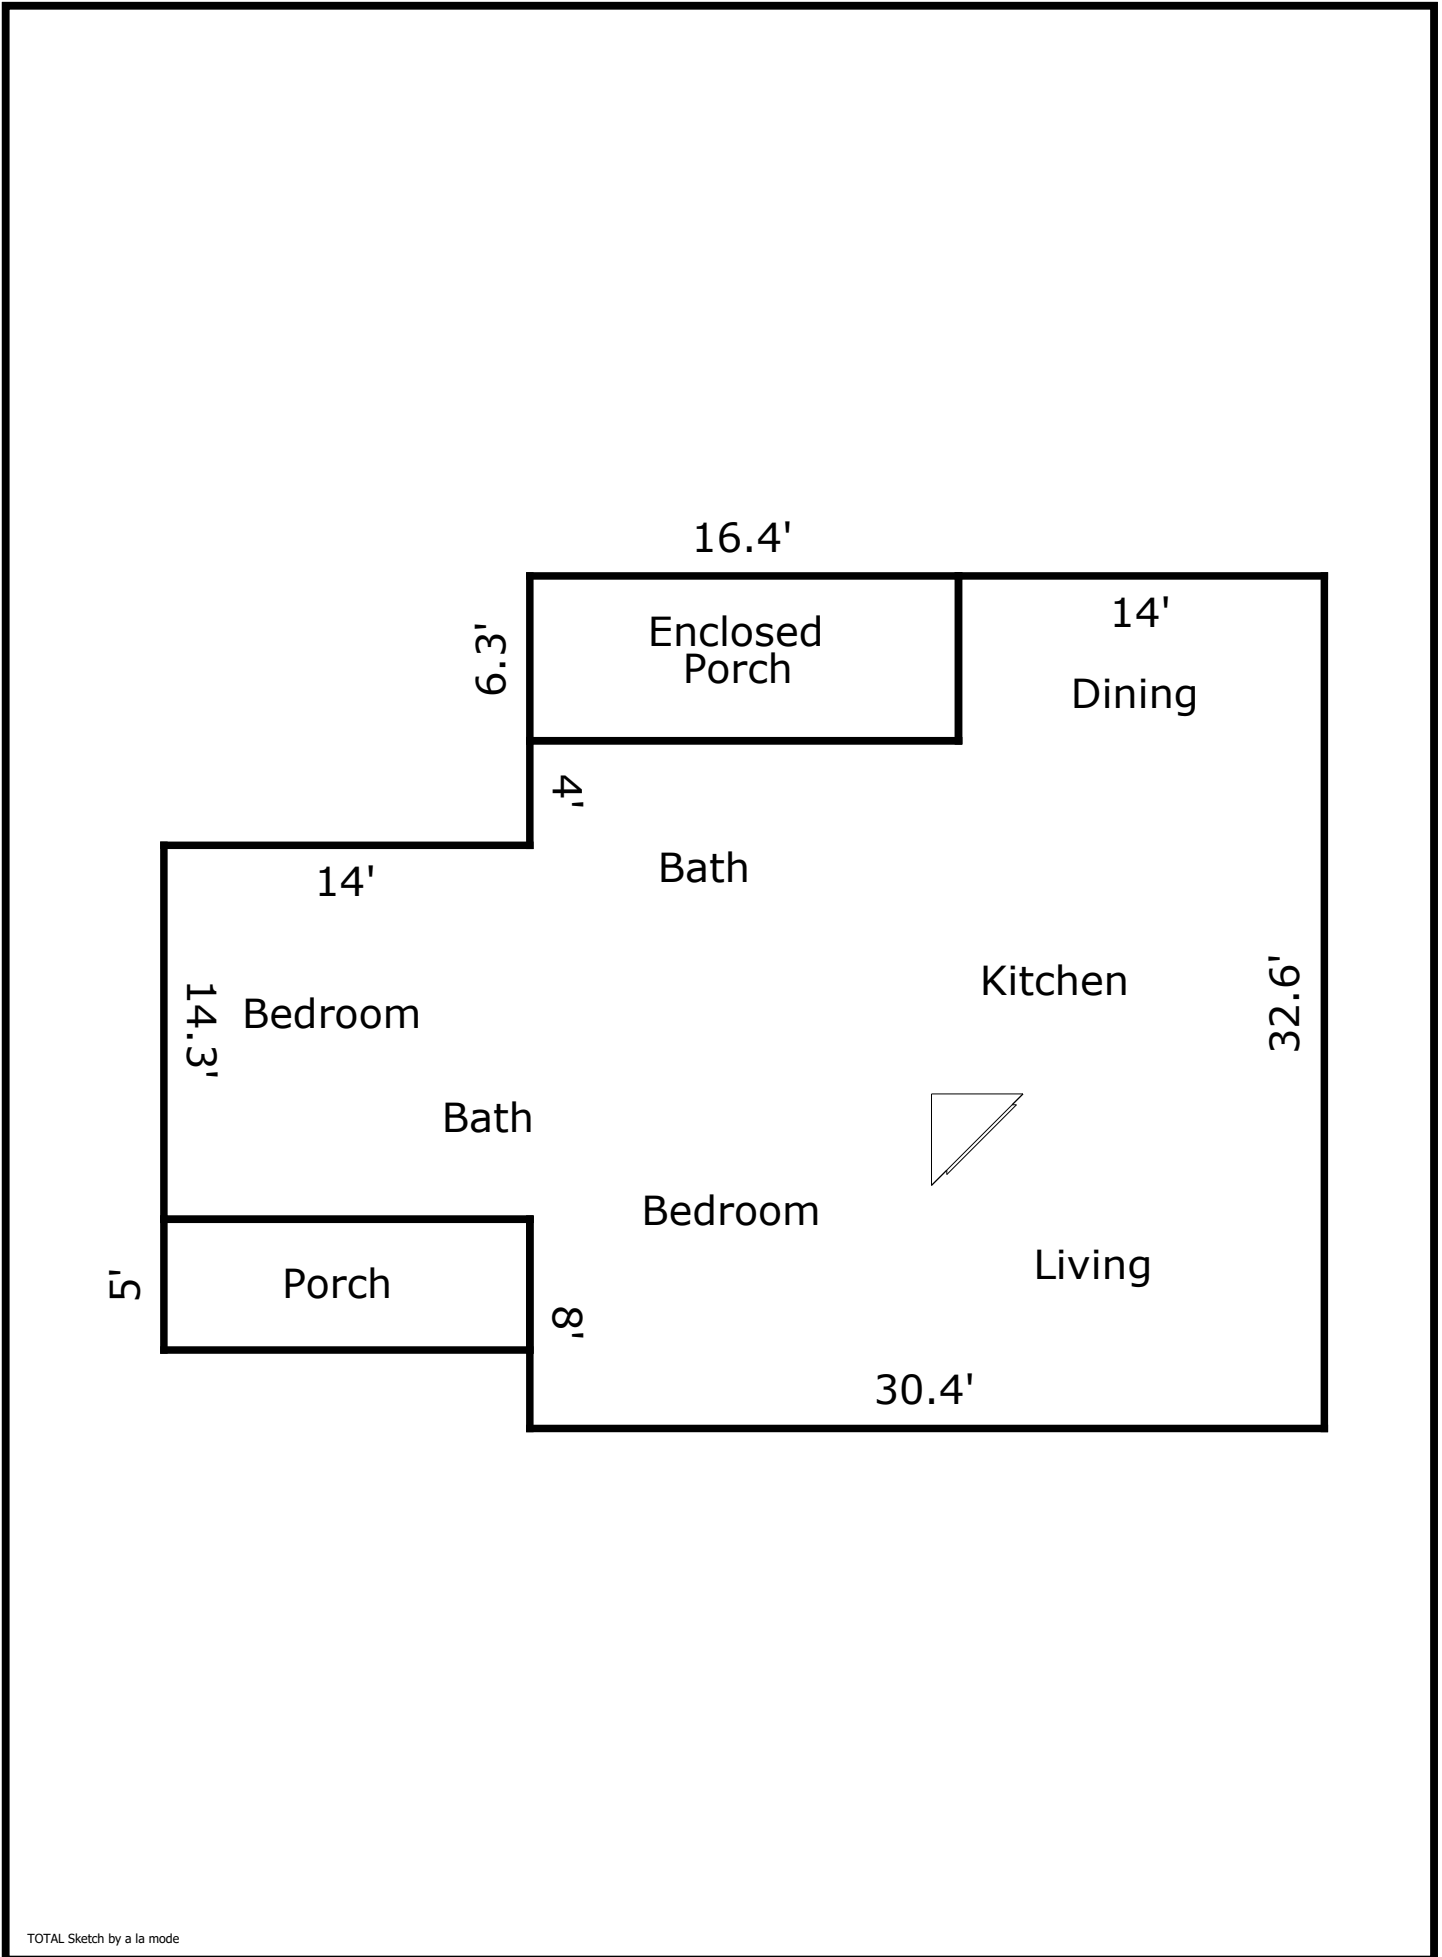 16.4'
6.3'
Enclosed
Porch
14'
Dining
4'
14'
Bath
14.3'
Bedroom
Kitchen
32.6'
Bath
Bedroom
Living
5'
Porch
8'
30.4'
TOTAL Sketch by a la mode